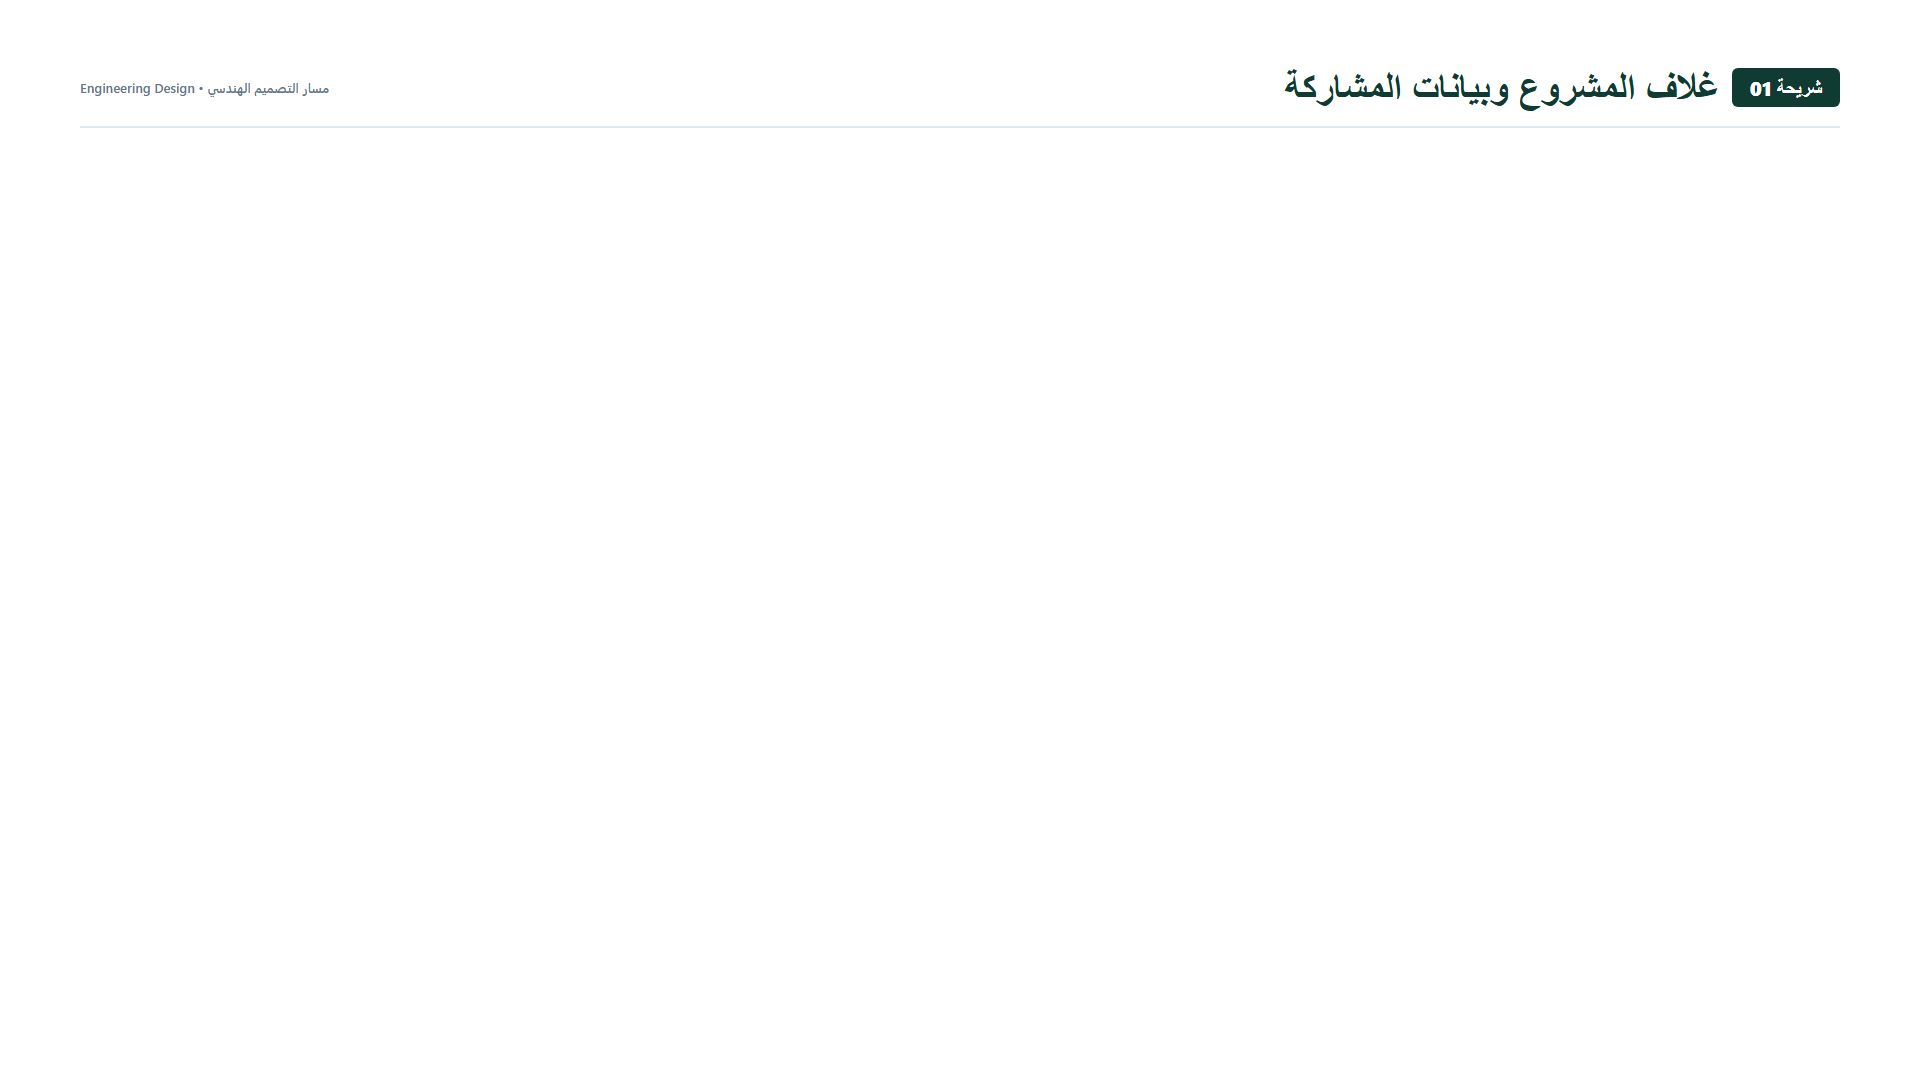 شريحة 01
غلاف المشروع وبيانات المشاركة
مسار التصميم الهندسي • Engineering Design